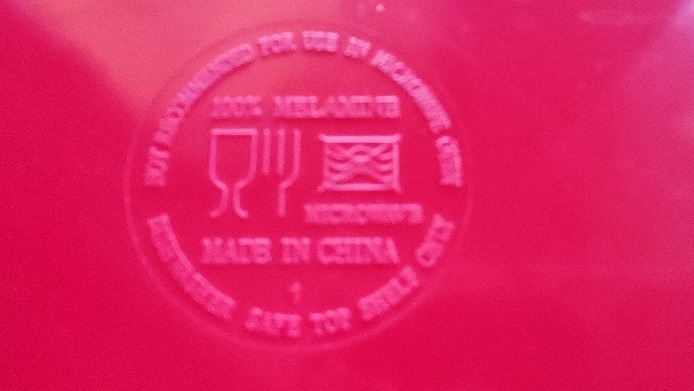 NOT RECOMMENDED FOR USE IN MICROWAVE OVEN
100% MELAMINE
MICROWAVE
MADE IN CHINA
1
DISHWASHER SAFE TOP SHELF ONLY